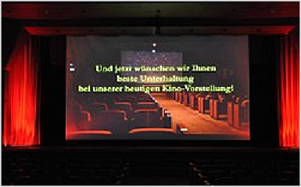 Und jetzt wünschen wir Ihnen
beste Unterhaltung
bei unserer heutigen Kino-Vorstellung!